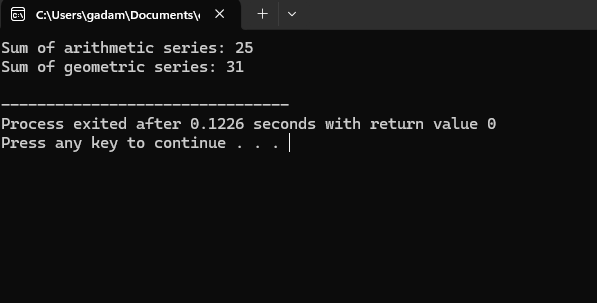 C:\Users\gadam\Documents\
Sum of arithmetic series: 25
Sum of geometric series: 31
--------------------------------
Process exited after 0.1226 seconds with return value 0
Press any key to continue . . .